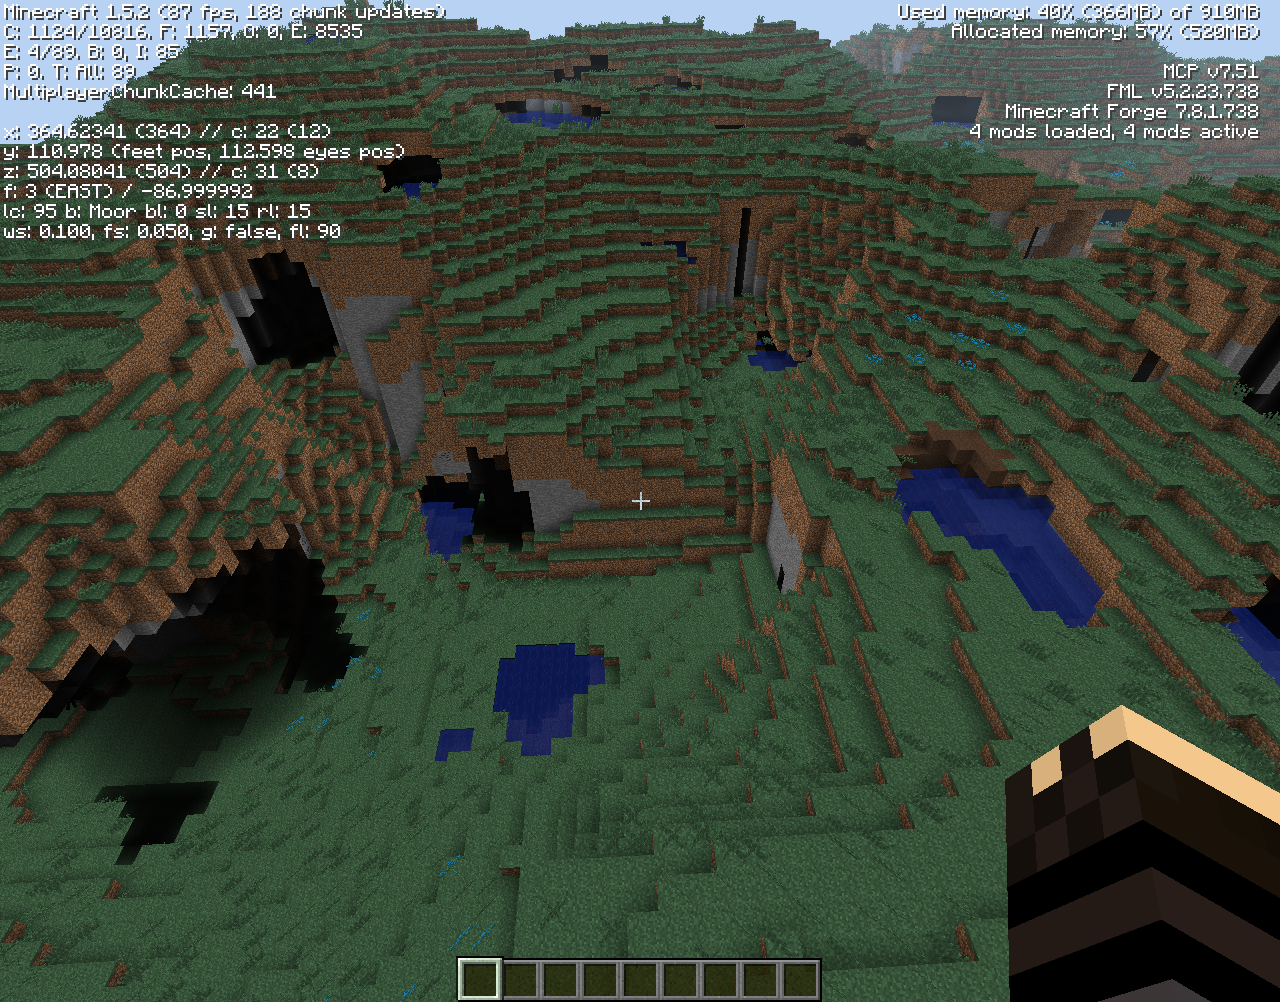 Minecraft 1.5.2 (87 fps, 188 chunk updates)
C: 1124/10816, F: 1157, O: 0, E: 8535
E: 4/89, B: 0, I: 85
P: 0, T: All: 89
MultiplayerChunkCache: 441
x: 364.62341 (364) // c: 22 (12)
y: 110.978 (feet pos, 112.598 eyes pos)
z: 504.08041 (504) // c: 31 (8)
f: 3 (EAST) / -86.999992
lc: 95 b: Moor bl: 0 sl: 15 rl: 15
ws: 0.100, fs: 0.050, g: false, fl: 90
Used memory: 40% (366MB) of 910MB
Allocated memory: 57% (520MB)
MCP v7.51
FML v5.2.23.738
Minecraft Forge 7.8.1.738
4 mods loaded, 4 mods active